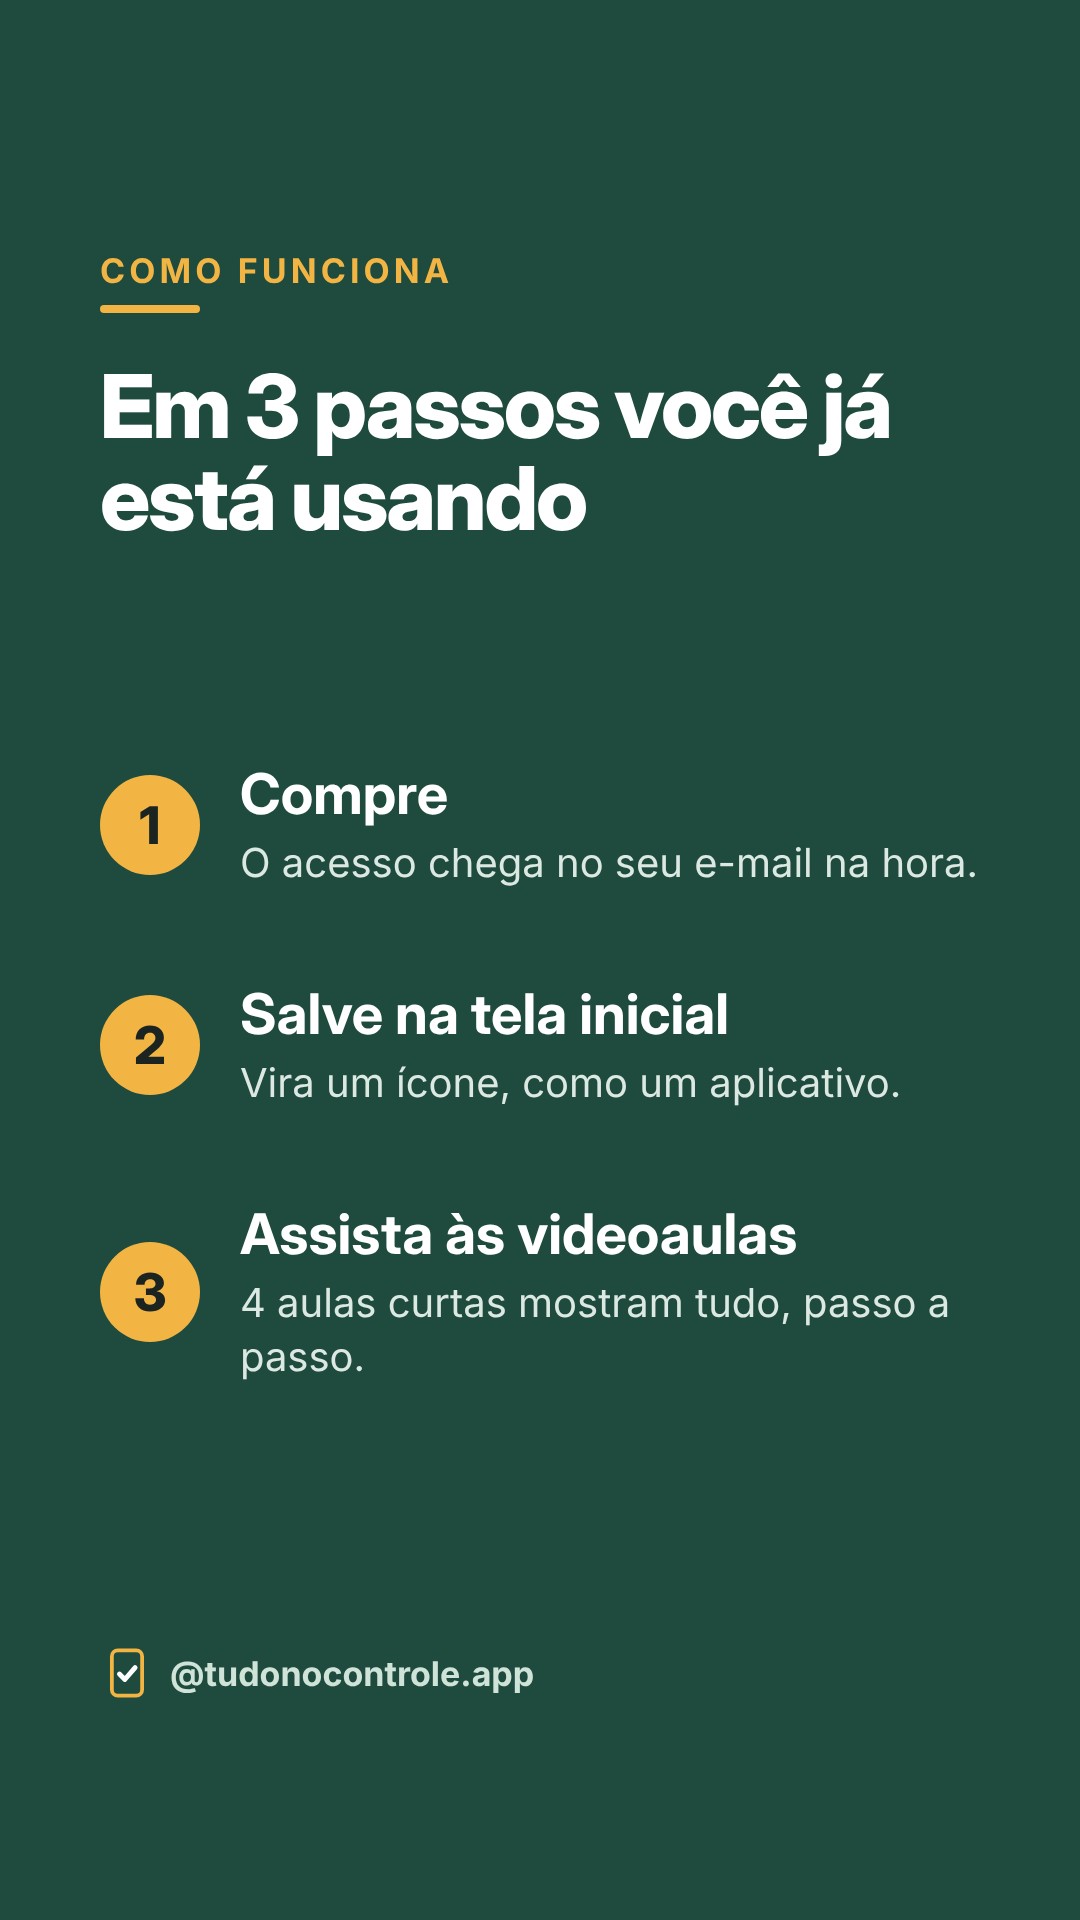 COMO FUNCIONA
Em 3 passos você já
está usando
1
Compre
O acesso chega no seu e-mail na hora.
2
Salve na tela inicial
Vira um ícone, como um aplicativo.
3
Assista às videoaulas
4 aulas curtas mostram tudo, passo a
passo.
@tudonocontrole.app